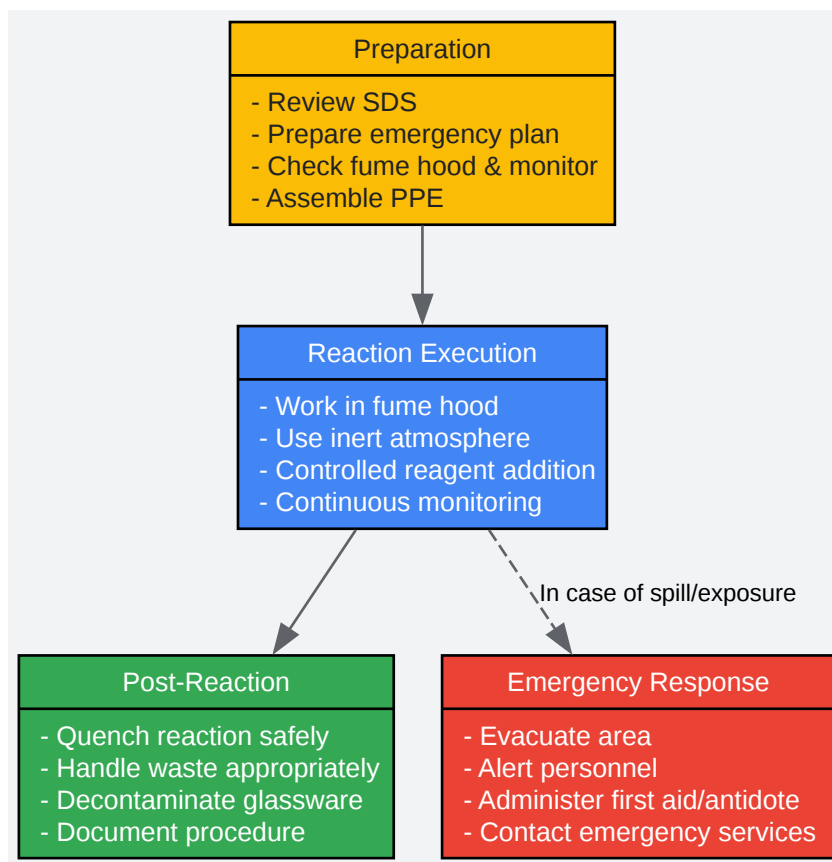 Preparation
- Review SDS
- Prepare emergency plan
- Check fume hood & monitor
- Assemble PPE
Reaction Execution
- Work in fume hood
- Use inert atmosphere
- Controlled reagent addition
- Continuous monitoring
In case of spill/exposure
Post-Reaction
- Quench reaction safely
- Handle waste appropriately
- Decontaminate glassware
- Document procedure
Emergency Response
- Evacuate area
- Alert personnel
- Administer first aid/antidote
- Contact emergency services